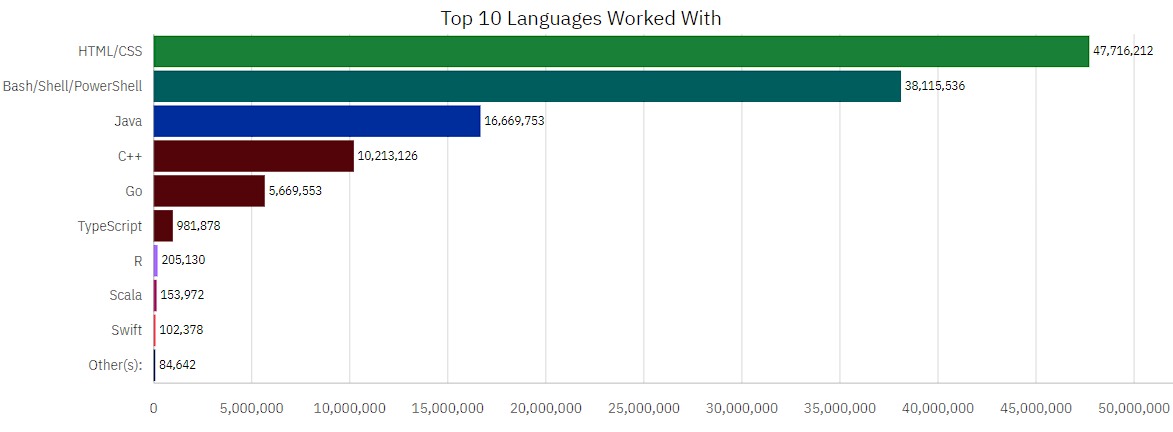 Top 10 Languages Worked With
HTML/CSS 47,716,212
Bash/Shell/PowerShell 38,115,536
Java 16,669,753
C++ 10,213,126
Go 5,669,553
TypeScript 981,878
R 205,130
Scala 153,972
Swift 102,378
Other(s): 84,642
0 5,000,000 10,000,000 15,000,000 20,000,000 25,000,000 30,000,000 35,000,000 40,000,000 45,000,000 50,000,000